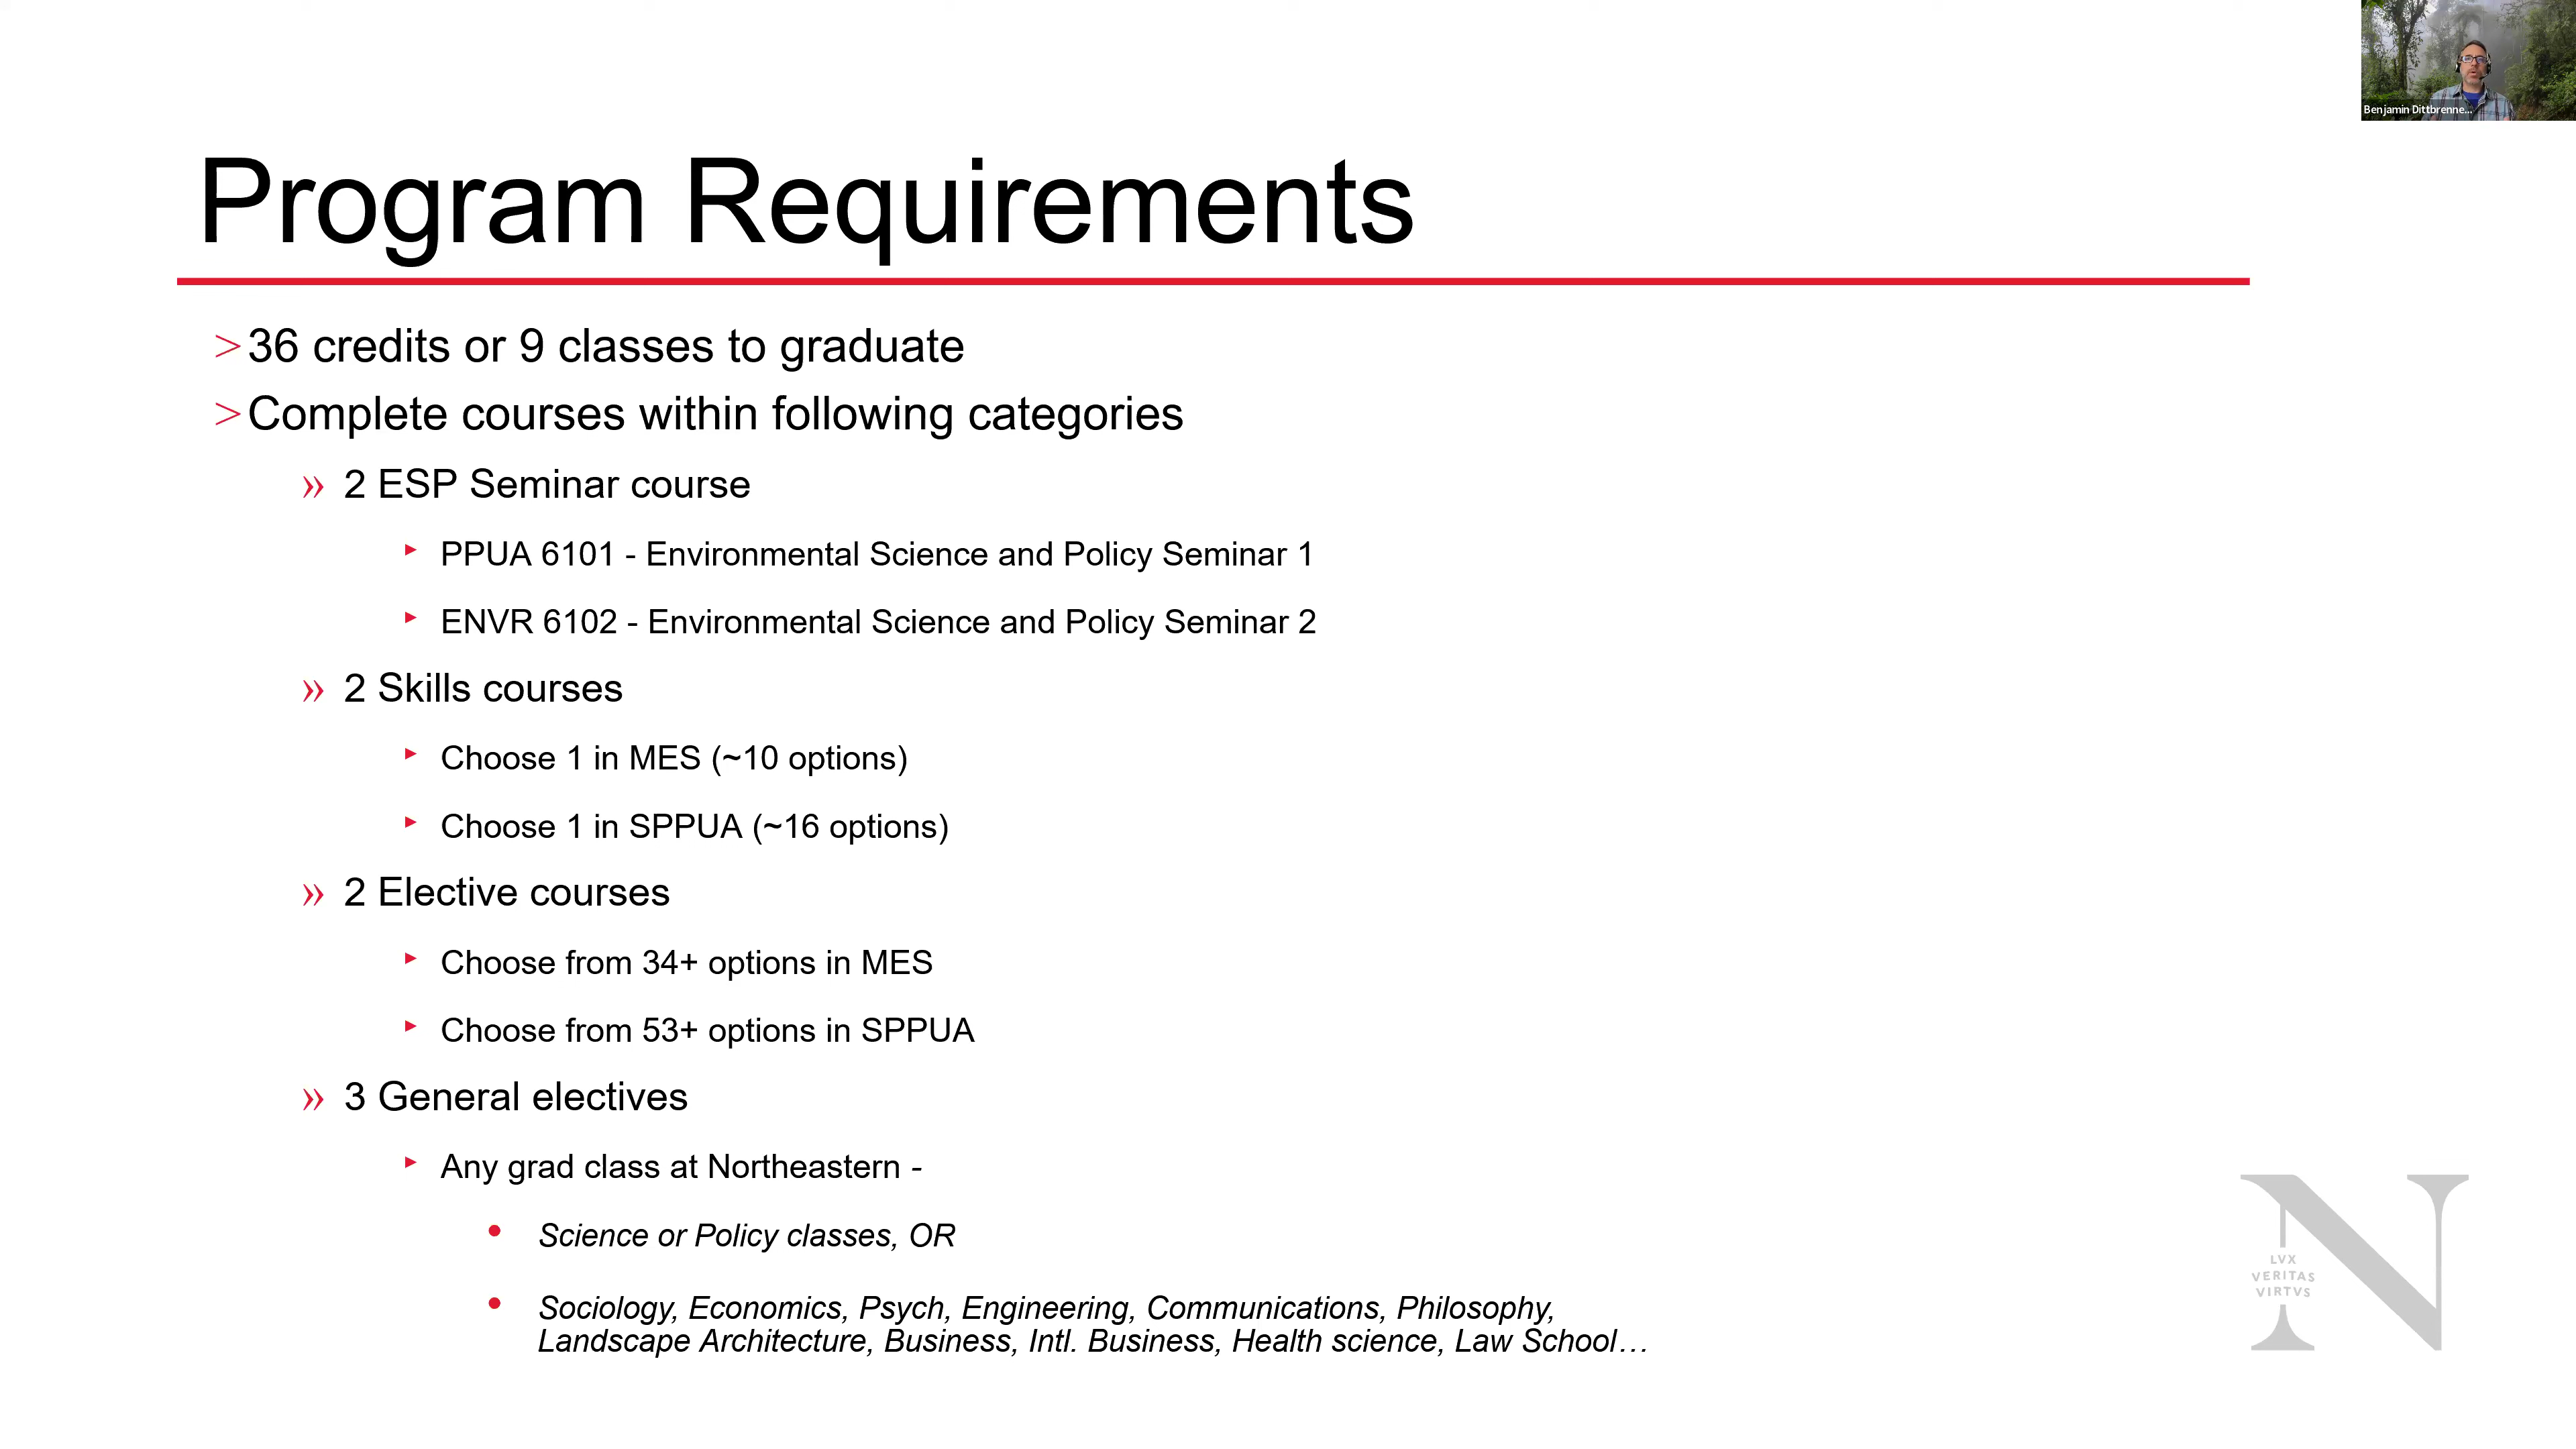 Benjamin Dittbrenne...
Program Requirements
> 36 credits or 9 classes to graduate
> Complete courses within following categories
» 2 ESP Seminar course
‣ PPUA 6101 - Environmental Science and Policy Seminar 1
‣ ENVR 6102 - Environmental Science and Policy Seminar 2
» 2 Skills courses
‣ Choose 1 in MES (~10 options)
‣ Choose 1 in SPPUA (~16 options)
» 2 Elective courses
‣ Choose from 34+ options in MES
‣ Choose from 53+ options in SPPUA
» 3 General electives
‣ Any grad class at Northeastern -
• Science or Policy classes, OR
• Sociology, Economics, Psych, Engineering, Communications, Philosophy,
Landscape Architecture, Business, Intl. Business, Health science, Law School…
N
LVX
VERITAS
VIRTVS